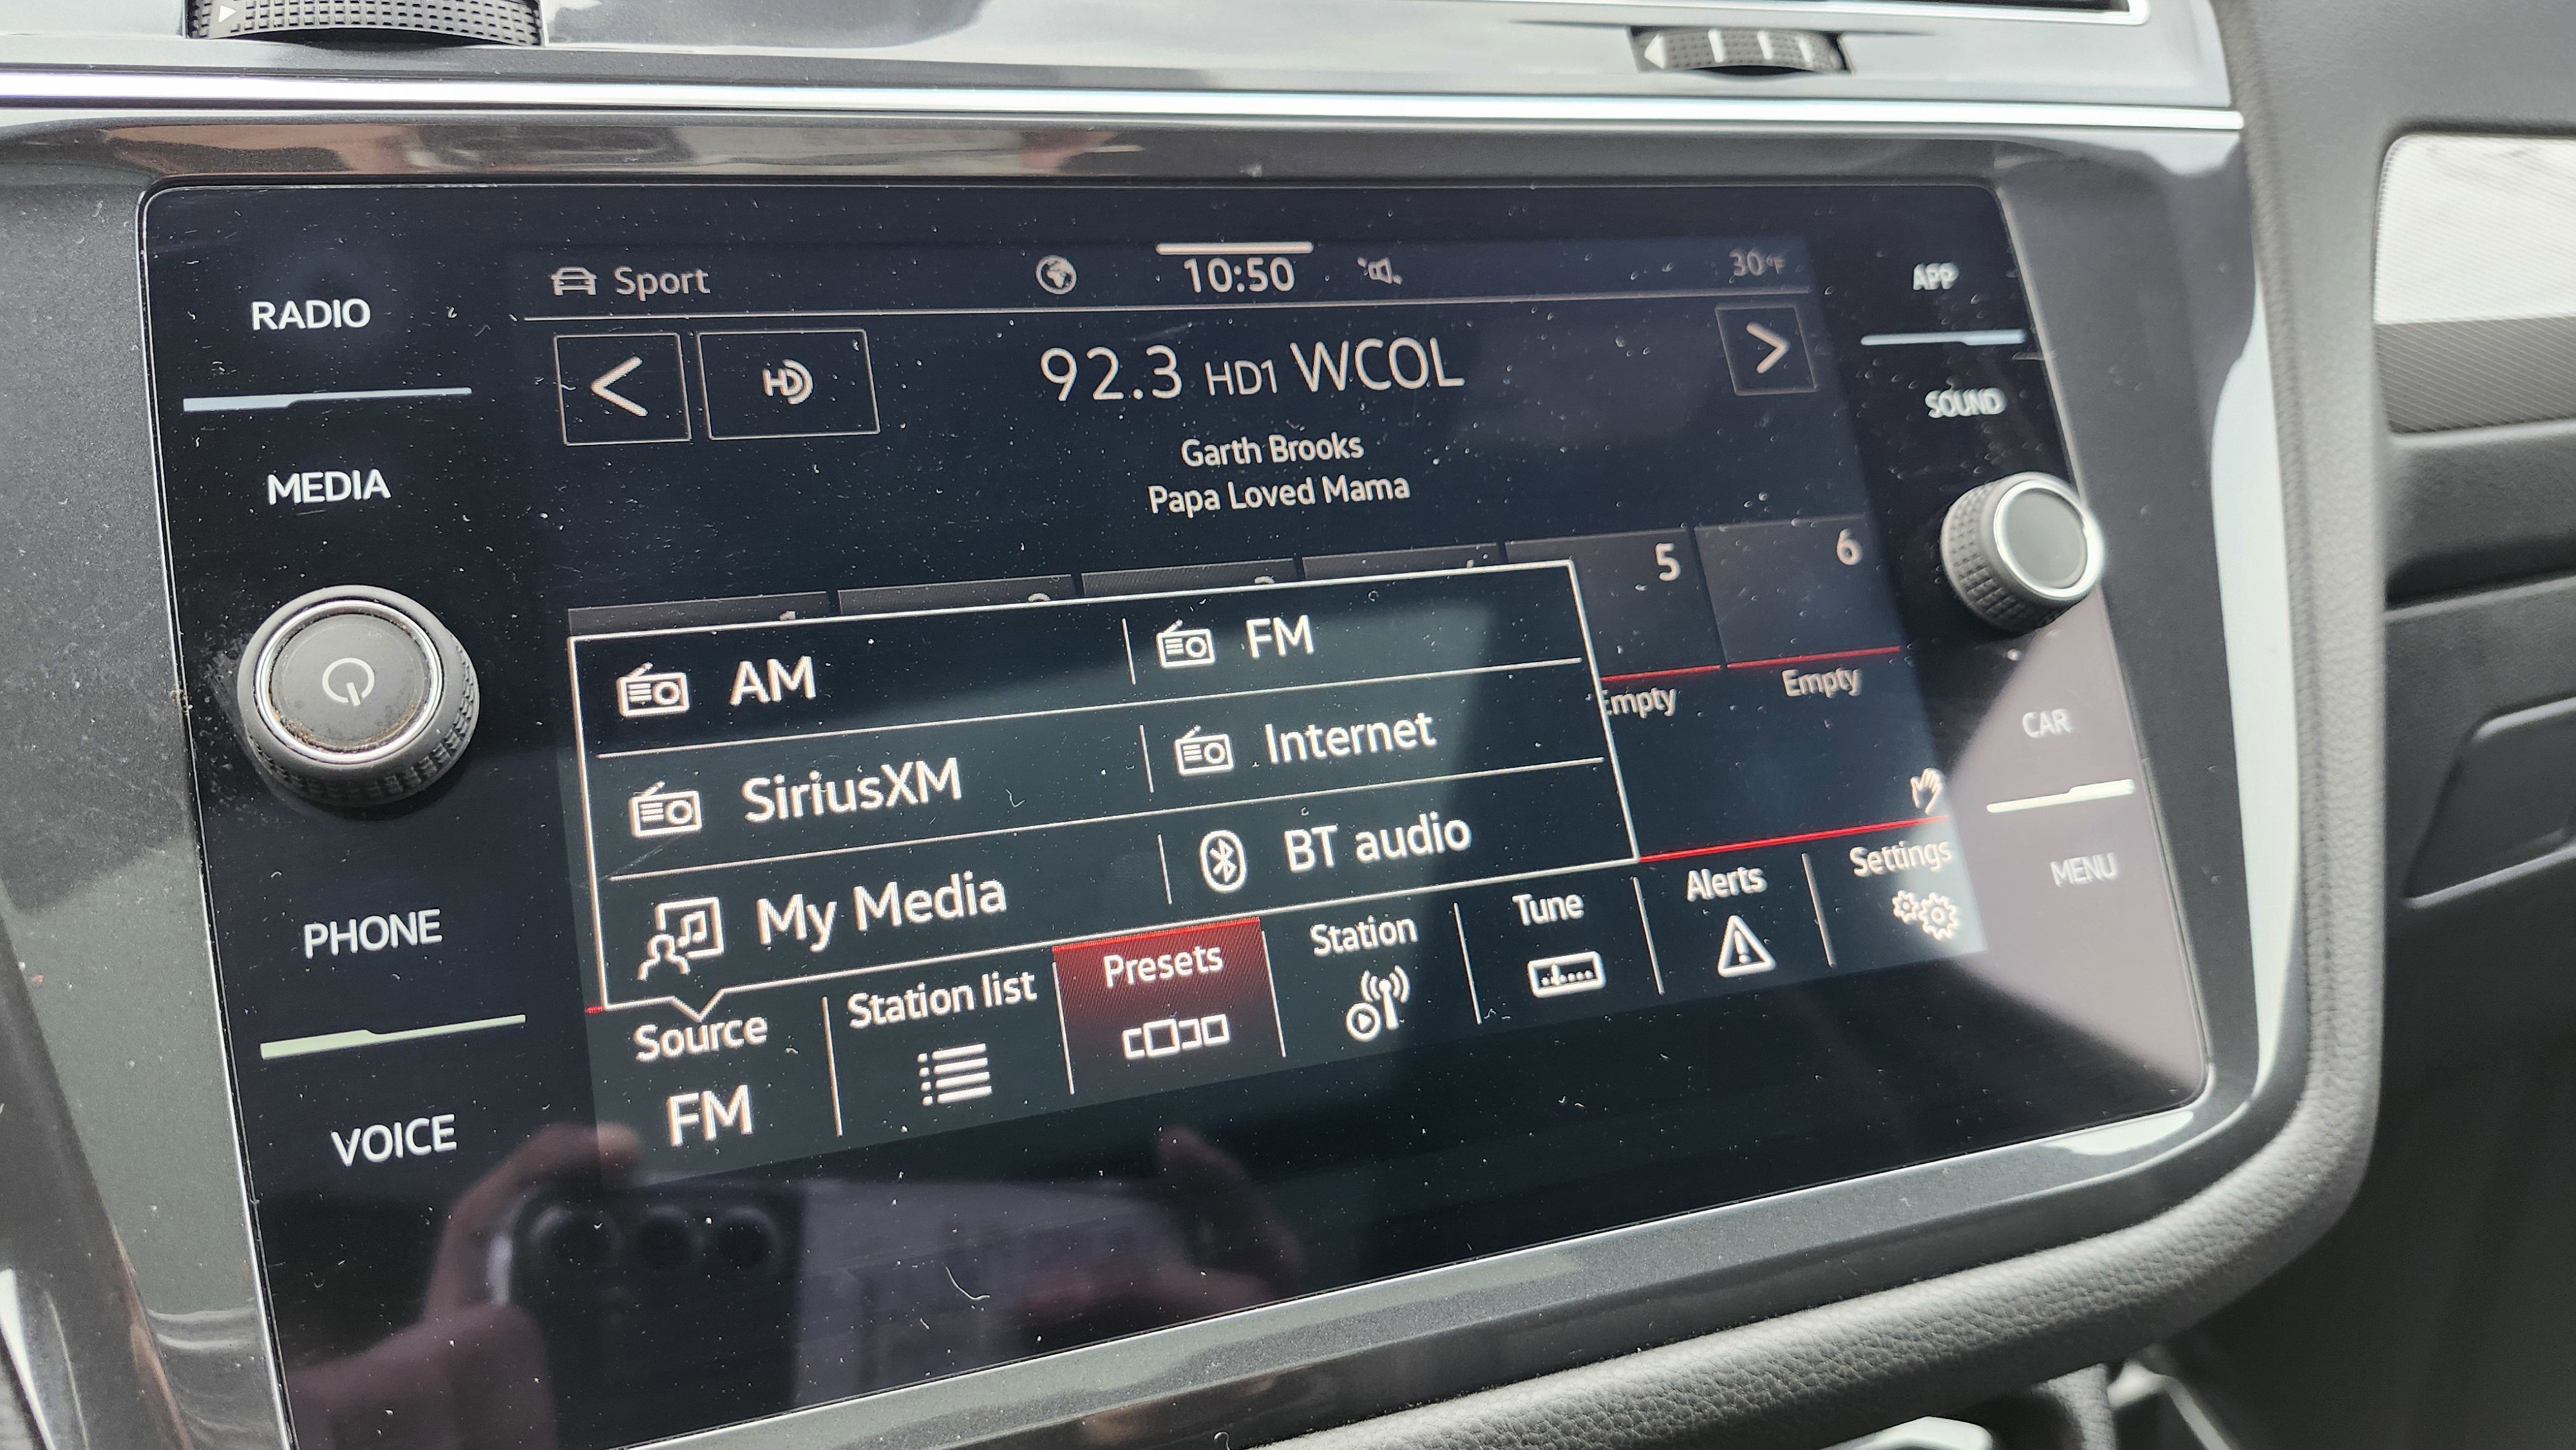 RADIO
MEDIA
PHONE
VOICE
Sport
10:50
30°F
HD
92.3 HD1 WCOL
Garth Brooks
Papa Loved Mama
5
6
Empty
Empty
AM
FM
SiriusXM
Internet
My Media
BT audio
Source
FM
Station list
Presets
Station
Tune
Alerts
Settings
APP
SOUND
CAR
MENU